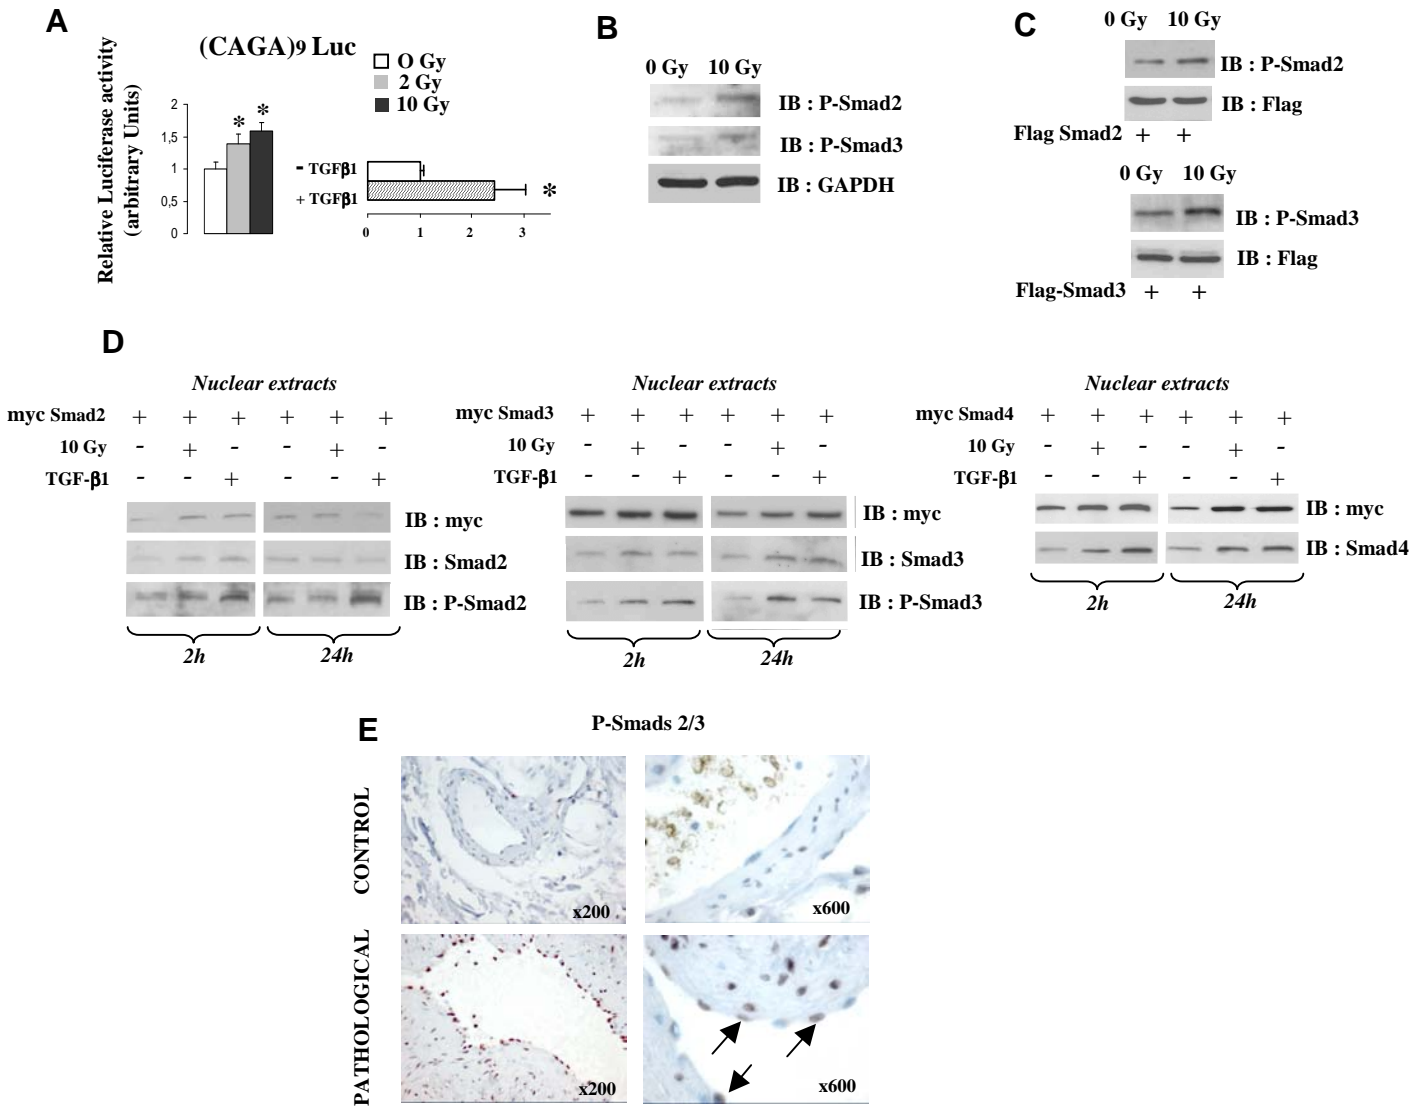 A
(CAGA)9 Luc
O Gy
2 Gy
10 Gy
Relative Luciferase activity
(arbitrary Units)
2
1,5
1
0,5
0
* *
- TGFβ1
+ TGFβ1
*
0 1 2 3
B
0 Gy 10 Gy
IB : P-Smad2
IB : P-Smad3
IB : GAPDH
C
0 Gy 10 Gy
IB : P-Smad2
IB : Flag
Flag Smad2 + +
0 Gy 10 Gy
IB : P-Smad3
IB : Flag
Flag-Smad3 + +
D
Nuclear extracts
myc Smad2 + + + + + +
10 Gy - + - + 
TGF-β1 - - + - - +
IB : myc
IB : Smad2
IB : P-Smad2
2h 24h
Nuclear extracts
myc Smad3 + + + + + +
10 Gy - + - +
TGF-β1 - - + - - +
IB : myc
IB : Smad3
IB : P-Smad3
2h 24h
Nuclear extracts
myc Smad4 + + + + + +
10 Gy - + - +
TGF-β1 - - + - - +
IB : myc
IB : Smad4
2h 24h
E
P-Smads 2/3
CONTROL
x200
x600
PATHOLOGICAL
x200
x600